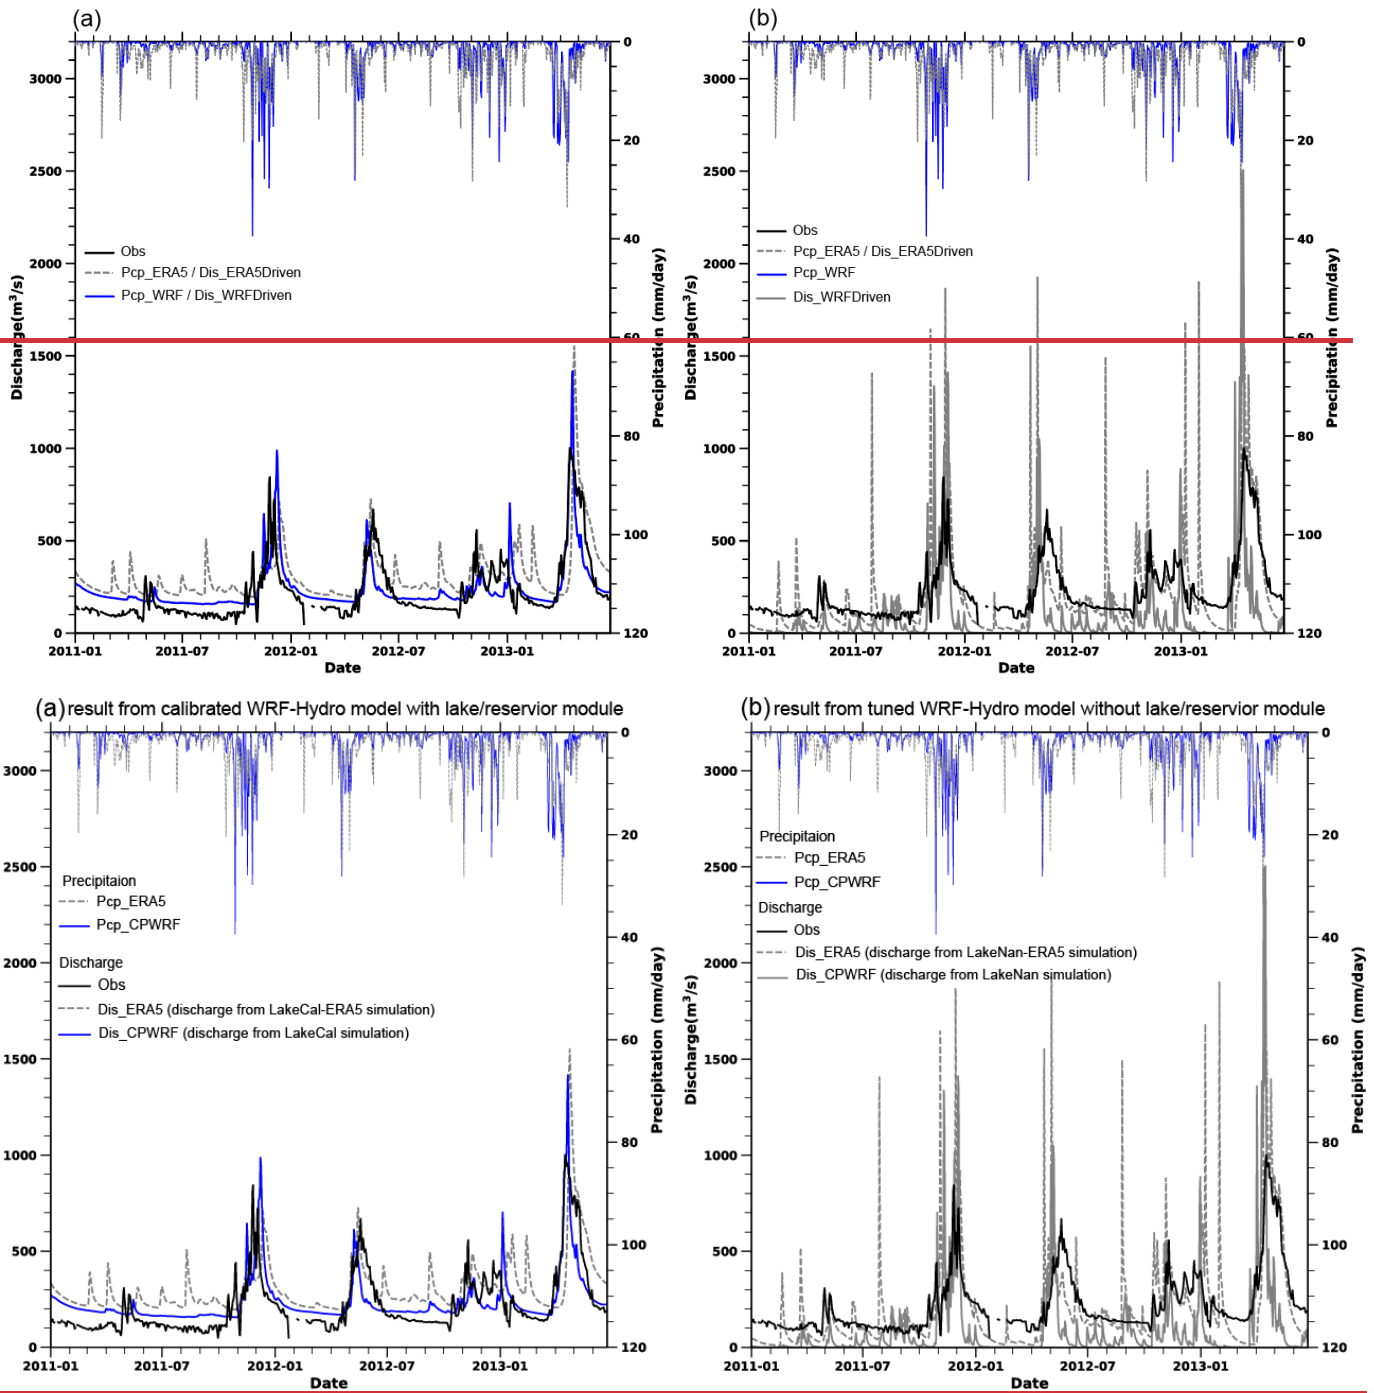 (a)
(b)
0
20
40
60
80
100
120
3000
2500
2000
1500
1000
500
0
Discharge(m³/s)
Precipitation (mm/day)
Obs
Pcp_ERA5 / Dis_ERA5Driven
Pcp_WRF / Dis_WRFDriven
2011-01 2011-07 2012-01 2012-07 2013-01
Date
0
20
40
60
80
100
120
3000
2500
2000
1500
1000
500
0
Discharge(m³/s)
Precipitation (mm/day)
Obs
Pcp_ERA5 / Dis_ERA5Driven
Pcp_WRF
Dis_WRFDriven
2011-01 2011-07 2012-01 2012-07 2013-01
Date
(a) result from calibrated WRF-Hydro model with lake/reservior module
0
20
40
60
80
100
120
3000
2500
2000
1500
1000
500
0
Precipitation (mm/day)
Precipitaion
Pcp_ERA5
Pcp_CPWRF
Discharge
Obs
Dis_ERA5 (discharge from LakeCal-ERA5 simulation)
Dis_CPWRF (discharge from LakeCal simulation)
2011-01 2011-07 2012-01 2012-07 2013-01
Date
(b) result from tuned WRF-Hydro model without lake/reservior module
0
20
40
60
80
100
120
3000
2500
2000
1500
1000
500
0
Discharge(m³/s)
Precipitation (mm/day)
Precipitaion
Pcp_ERA5
Pcp_CPWRF
Discharge
Obs
Dis_ERA5 (discharge from LakeNan-ERA5 simulation)
Dis_CPWRF (discharge from LakeNan simulation)
2011-01 2011-07 2012-01 2012-07 2013-01
Date